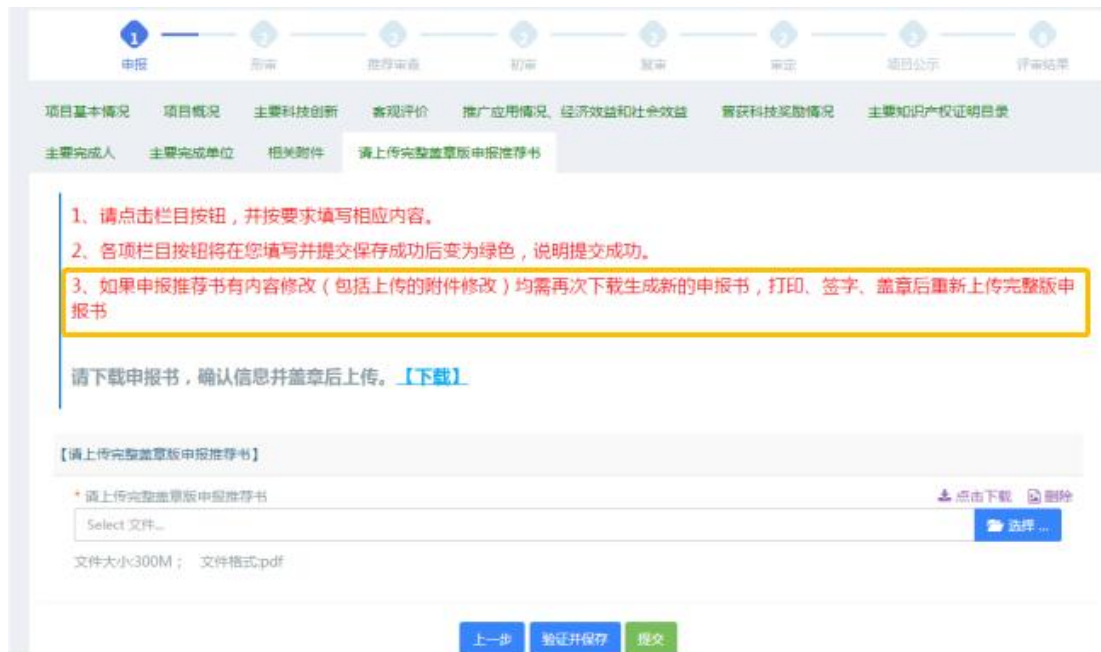 1
申报
形审
推荐审查
初审
复审
审定
项目公示
评审结果
项目基本情况 项目概况 主要科技创新 客观评价 推广应用情况、经济效益和社会效益 曾获科技奖励情况 主要知识产权证明目录
主要完成人 主要完成单位 相关附件 请上传完整盖章版申报推荐书
1、请点击栏目按钮，并按要求填写相应内容。
2、各项栏目按钮将在您填写并提交保存成功后变为绿色，说明提交成功。
3、如果申报推荐书有内容修改（包括上传的附件修改）均需再次下载生成新的申报书，打印、签字、盖章后重新上传完整版申
报书
请下载申报书，确认信息并盖章后上传。【下载】
【请上传完整盖章版申报推荐书】
* 请上传完整盖章版申报推荐书 点击下载 删除
Select 文件... 选择 ...
文件大小:300M； 文件格式:pdf
上一步 验证并保存 提交